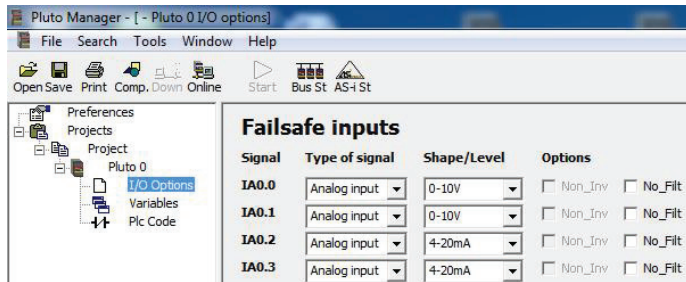 Pluto Manager - [ - Pluto 0 I/O options]
File Search Tools Window Help
Open Save Print Comp. Down Online Start Bus St AS-i St
Preferences
Projects
Project
Pluto 0
I/O Options
Variables
Plc Code
Failsafe inputs
Signal Type of signal Shape/Level Options
IA0.0 Analog input 0-10V Non_Inv No_Filt
IA0.1 Analog input 0-10V Non_Inv No_Filt
IA0.2 Analog input 4-20mA Non_Inv No_Filt
IA0.3 Analog input 4-20mA Non_Inv No_Filt